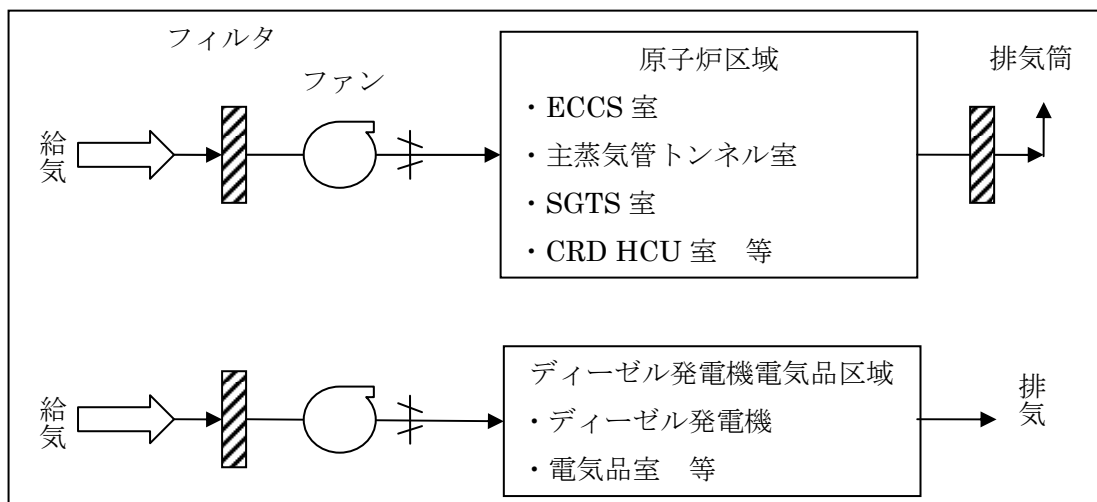 フィルタ
ファン
給気
原子炉区域
・ECCS 室
・主蒸気管トンネル室
・SGTS 室
・CRD HCU 室　等
排気筒
給気
ディーゼル発電機電気品区域
・ディーゼル発電機
・電気品室　等
排気